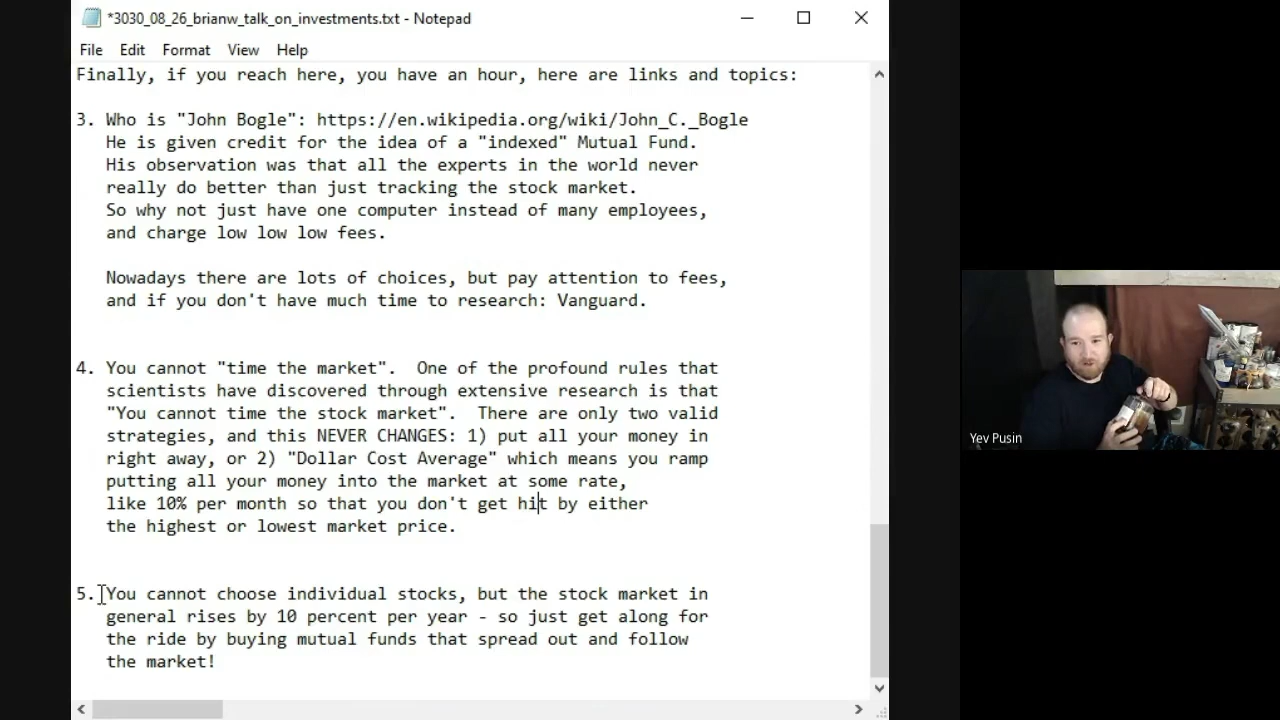 *3030_08_26_brianw_talk_on_investments.txt - Notepad
File Edit Format View Help
Finally, if you reach here, you have an hour, here are links and topics:
3. Who is "John Bogle": https://en.wikipedia.org/wiki/John_C._Bogle
He is given credit for the idea of a "indexed" Mutual Fund.
His observation was that all the experts in the world never
really do better than just tracking the stock market.
So why not just have one computer instead of many employees,
and charge low low low fees.
Nowadays there are lots of choices, but pay attention to fees,
and if you don't have much time to research: Vanguard.
4. You cannot "time the market". One of the profound rules that
scientists have discovered through extensive research is that
"You cannot time the stock market". There are only two valid
strategies, and this NEVER CHANGES: 1) put all your money in
right away, or 2) "Dollar Cost Average" which means you ramp
putting all your money into the market at some rate,
like 10% per month so that you don't get hit by either
the highest or lowest market price.
5. You cannot choose individual stocks, but the stock market in
general rises by 10 percent per year - so just get along for
the ride by buying mutual funds that spread out and follow
the market!
Yev Pusin